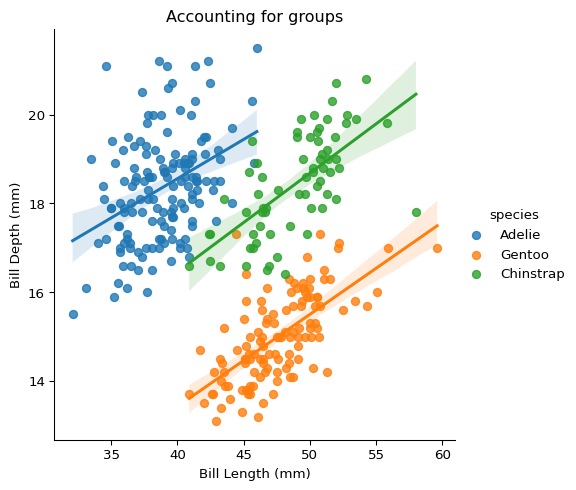 Accounting for groups
Bill Depth (mm)
20
18
16
14
35 40 45 50 55 60
Bill Length (mm)
species
Adelie
Gentoo
Chinstrap